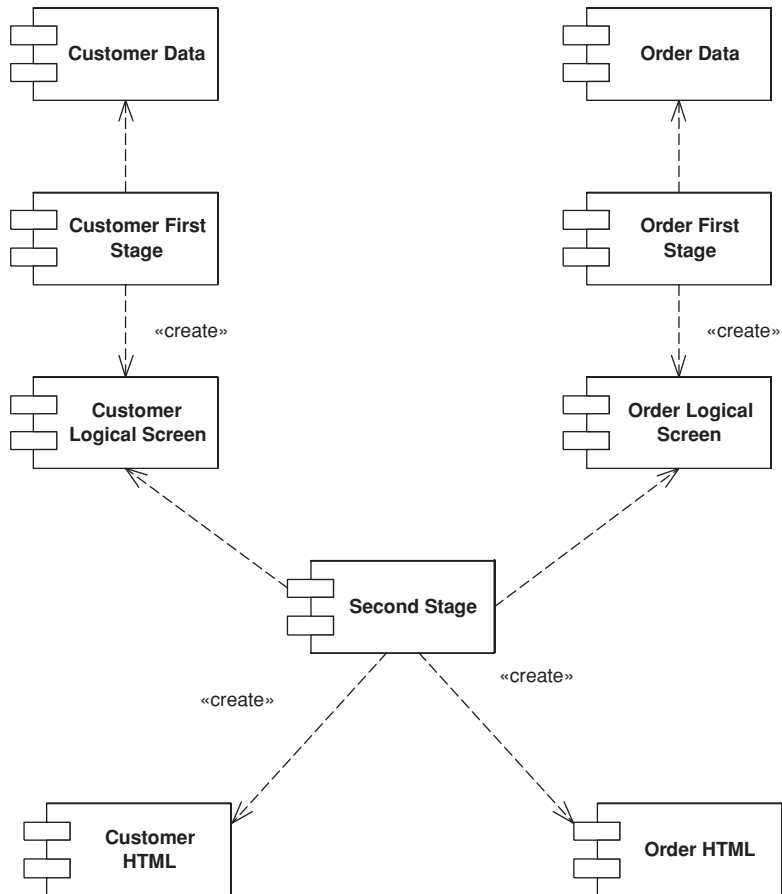 Customer Data
Order Data
Customer First
Stage
Order First
Stage
«create»
«create»
Customer
Logical Screen
Order Logical
Screen
Second Stage
«create»
«create»
Customer
HTML
Order HTML